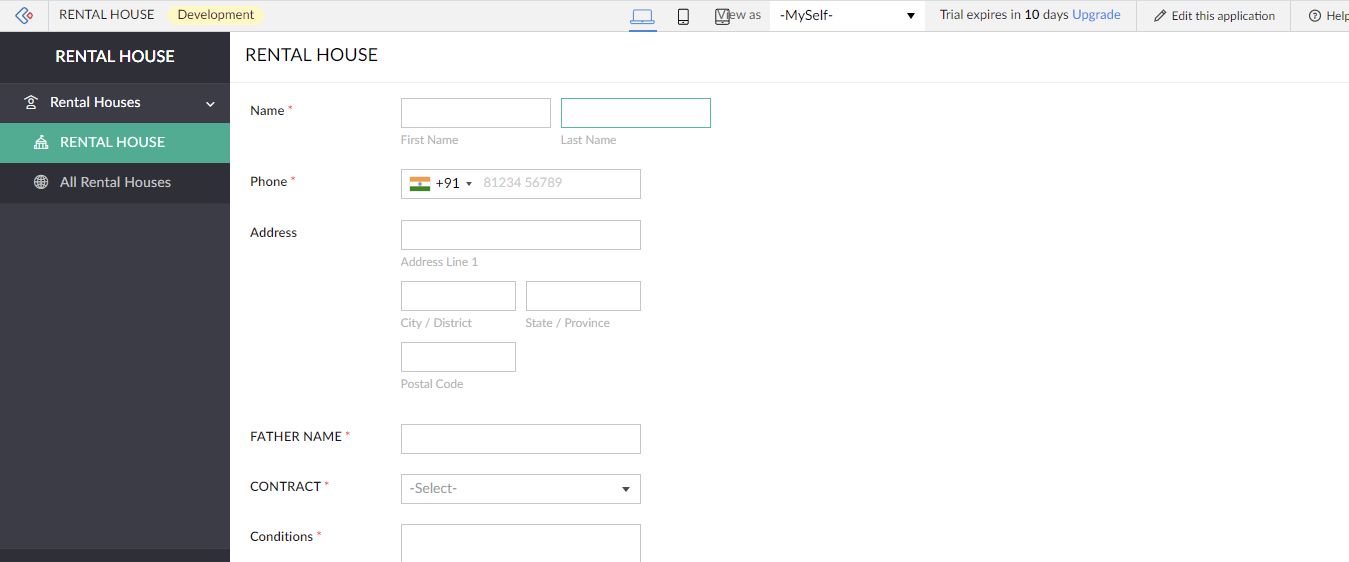 RENTAL HOUSE Development View as -MySelf- Trial expires in 10 days Upgrade Edit this application Help
RENTAL HOUSE
Rental Houses
RENTAL HOUSE
All Rental Houses
RENTAL HOUSE
Name *
First Name Last Name
Phone * +91 81234 56789
Address
Address Line 1
City / District State / Province
Postal Code
FATHER NAME *
CONTRACT * -Select-
Conditions *